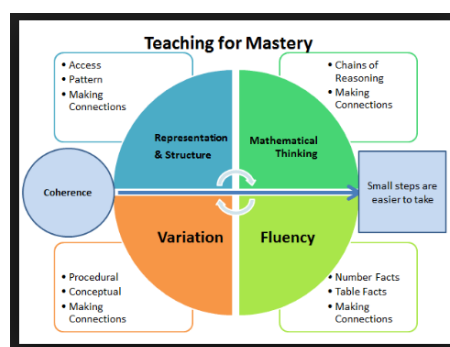 Teaching for Mastery
• Access
• Pattern
• Making
Connections
• Chains of
Reasoning
• Making
Connections
Representation
& Structure
Mathematical
Thinking
Coherence
Small steps are
easier to take
Variation
Fluency
• Procedural
• Conceptual
• Making
Connections
• Number Facts
• Table Facts
• Making
Connections